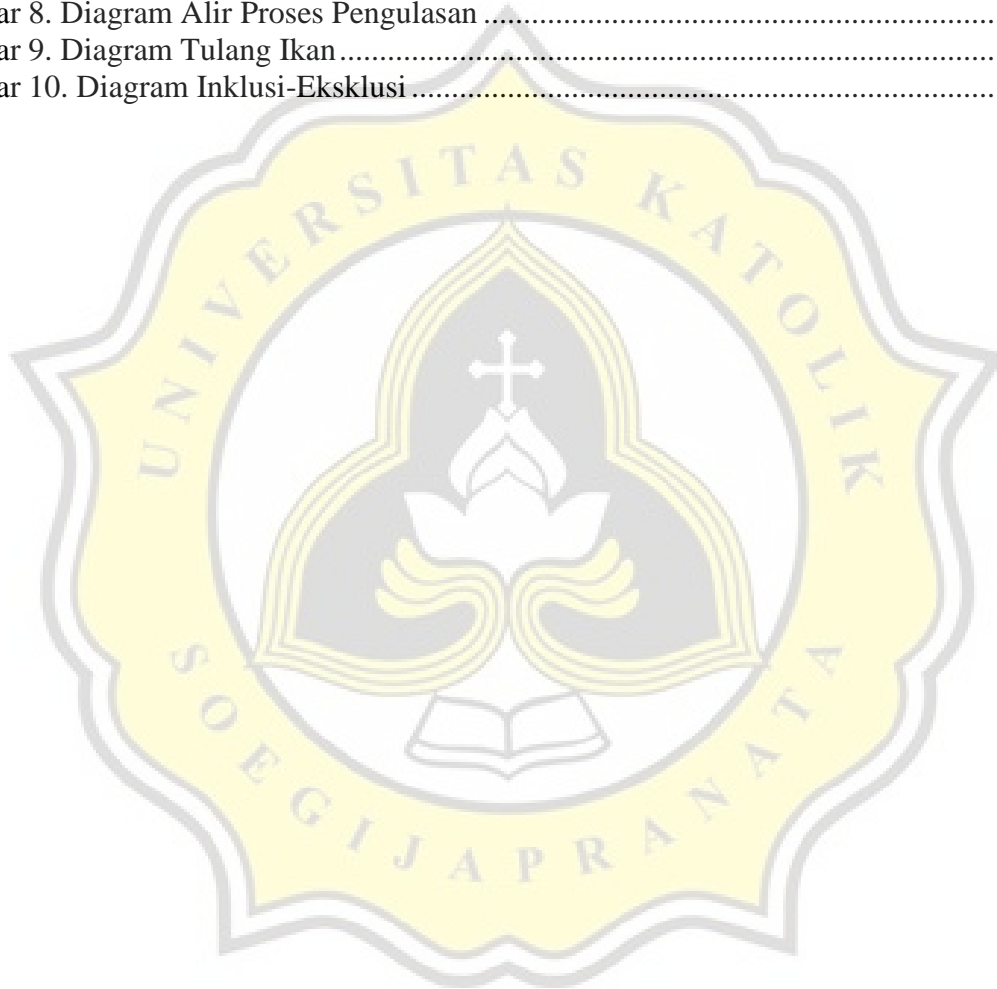 ar 8. Diagram Alir Proses Pengulasan ........................................................................
ar 9. Diagram Tulang Ikan ........................................................................................
ar 10. Diagram Inklusi-Eksklusi ................................................................................
UNIVERSITAS KATOLIK
SOEGIJAPRANATA